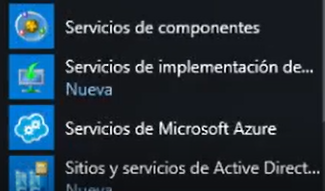 Servicios de componentes
Servicios de implementación de...
Nueva
Servicios de Microsoft Azure
Sitios y servicios de Active Direct...
Nueva